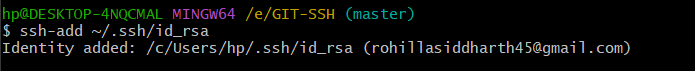 hp@DESKTOP-4NQCMAL MINGW64 /e/GIT-SSH (master)
$ ssh-add ~/.ssh/id_rsa
Identity added: /c/Users/hp/.ssh/id_rsa (rohillasiddharth45@gmail.com)